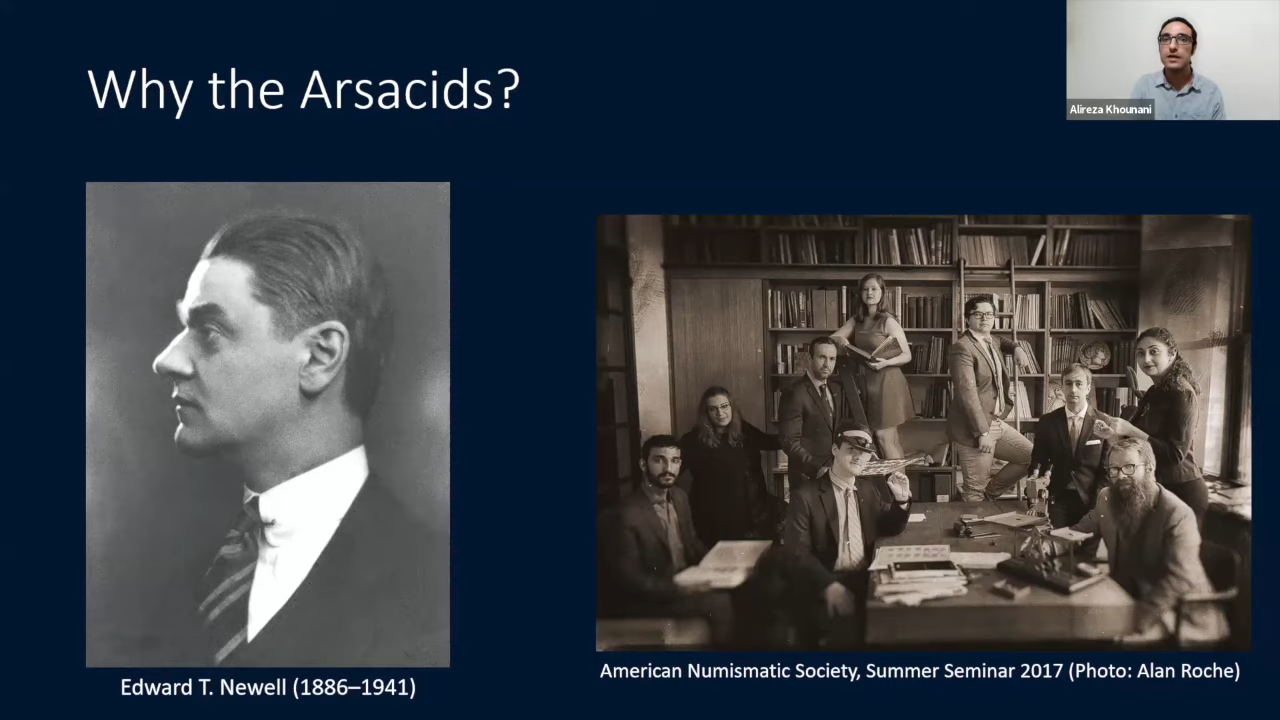 Why the Arsacids?
Alireza Khounani
Edward T. Newell (1886–1941)
American Numismatic Society, Summer Seminar 2017 (Photo: Alan Roche)